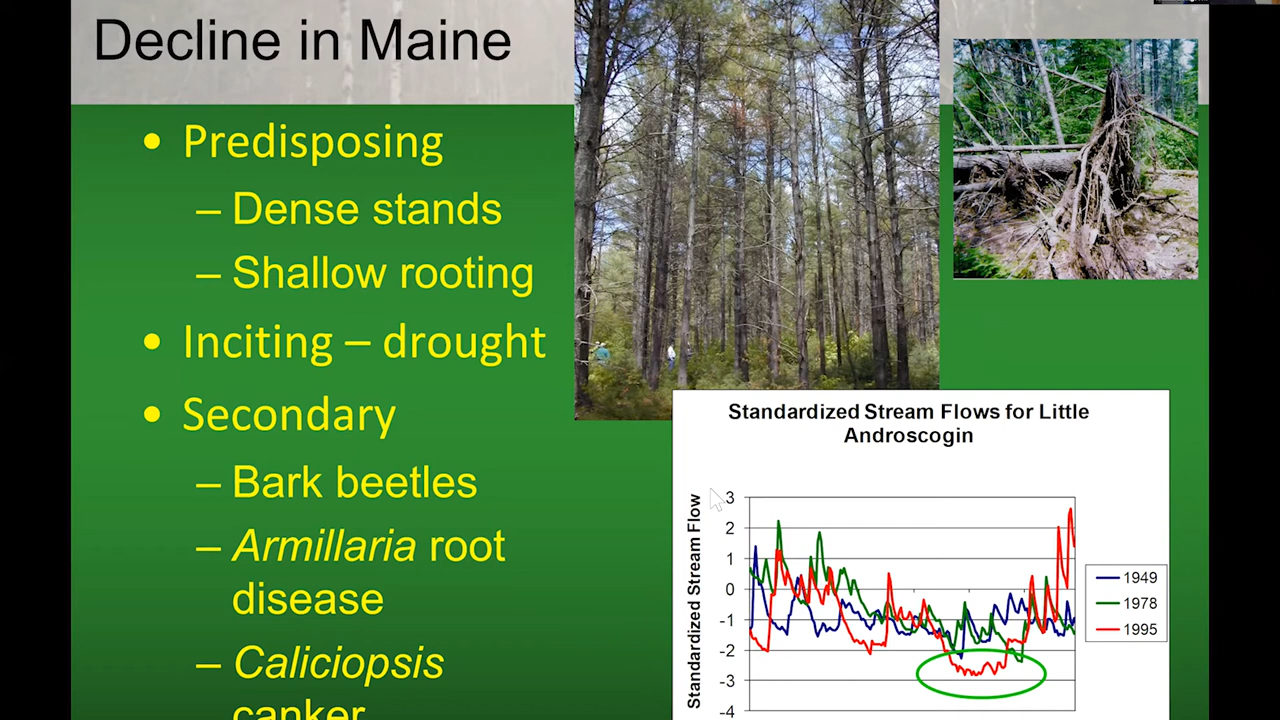 Decline in Maine
• Predisposing
– Dense stands
– Shallow rooting
• Inciting – drought
• Secondary
– Bark beetles
– Armillaria root
disease
– Caliciopsis
canker
Standardized Stream Flows for Little
Androscogin
Standardized Stream Flow
3
2
1
0
-1
-2
-3
-4
1949
1978
1995